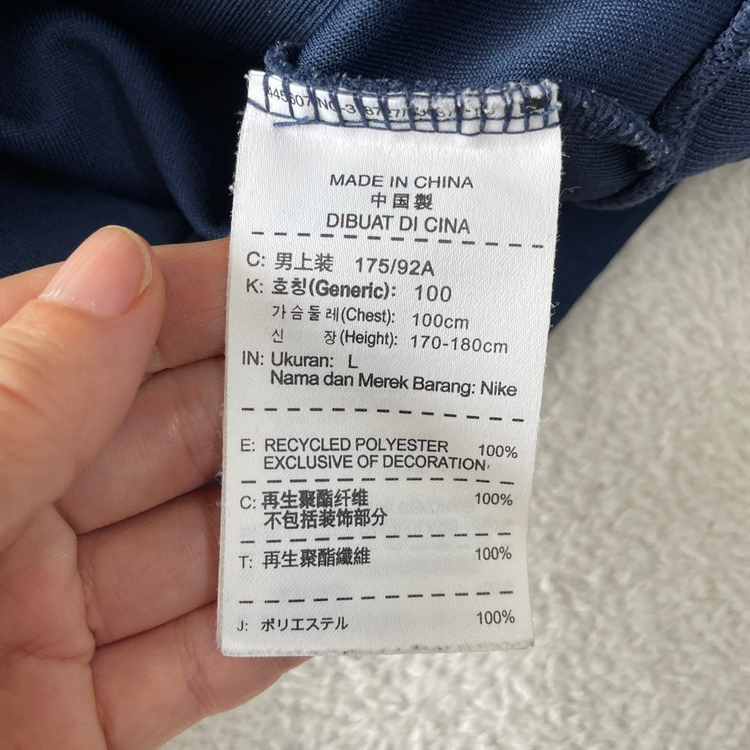 MADE IN CHINA
中国製
DIBUAT DI CINA
C: 男上装 175/92A
K: 호칭(Generic): 100
가슴둘레(Chest): 100cm
신 장(Height): 170-180cm
IN: Ukuran: L
Nama dan Merek Barang: Nike
E: RECYCLED POLYESTER 100%
EXCLUSIVE OF DECORATION
C: 再生聚酯纤维 100%
不包括装饰部分
T: 再生聚酯纖維 100%
J: ポリエステル 100%